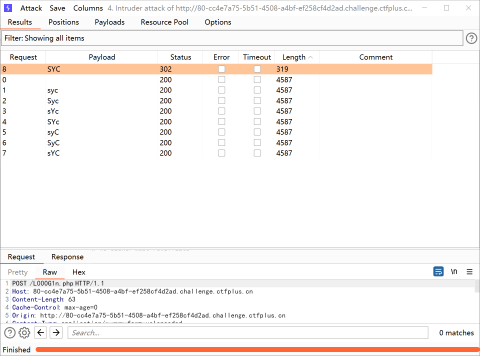 Attack Save Columns 4. Intruder attack of http://80-cc4e7a75-5b51-4508-a4bf-ef258cf4d2ad.challenge.ctfplus.c...
Results Positions Payloads Resource Pool Options
Filter: Showing all items
Request Payload Status Error Timeout Length Comment
8 SYC 302 319
0 200 4587
1 syc 200 4587
2 Syc 200 4587
3 sYc 200 4587
4 SYc 200 4587
5 syC 200 4587
6 SyC 200 4587
7 sYC 200 4587
Request Response
Pretty Raw Hex
\n
1 POST /L000G1n.php HTTP/1.1
2 Host: 80-cc4e7a75-5b51-4508-a4bf-ef258cf4d2ad.challenge.ctfplus.cn
3 Content-Length: 63
4 Cache-Control: max-age=0
5 Origin: http://80-cc4e7a75-5b51-4508-a4bf-ef258cf4d2ad.challenge.ctfplus.cn
Search...
0 matches
Finished